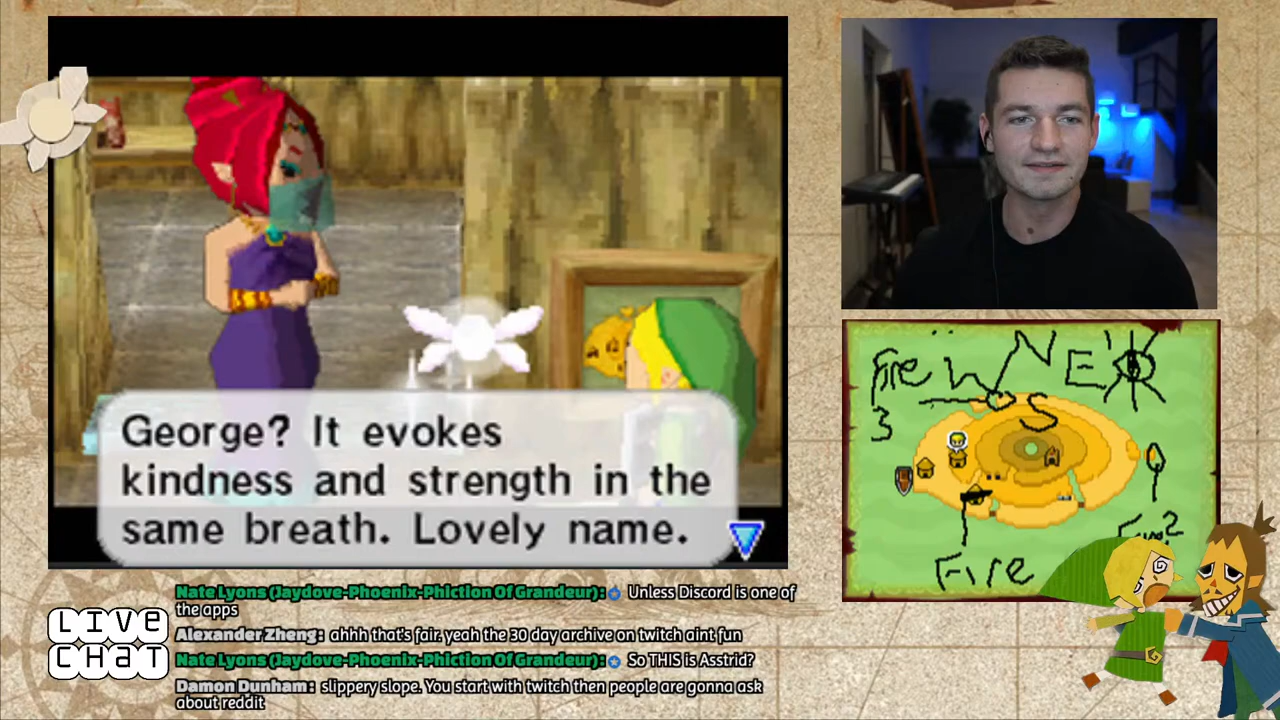 George? It evokes
kindness and strength in the
same breath. Lovely name.
Fire
3
W
N
E
S
Fire
Fire2
LIVE
CHAT
Nate Lyons (Jaydove-Phoenix-Phiction Of Grandeur): Unless Discord is one of
the apps
Alexander Zheng: ahhh that's fair. yeah the 30 day archive on twitch aint fun
Nate Lyons (Jaydove-Phoenix-Phiction Of Grandeur): So THIS is Asstrid?
Damon Dunham: slippery slope. You start with twitch then people are gonna ask
about reddit